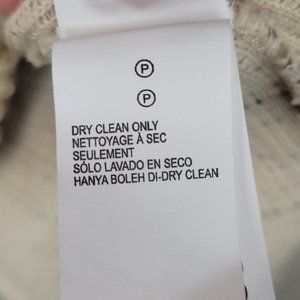 P
P
DRY CLEAN ONLY
NETTOYAGE À SEC
SEULEMENT
SÓLO LAVADO EN SECO
HANYA BOLEH DI-DRY CLEAN